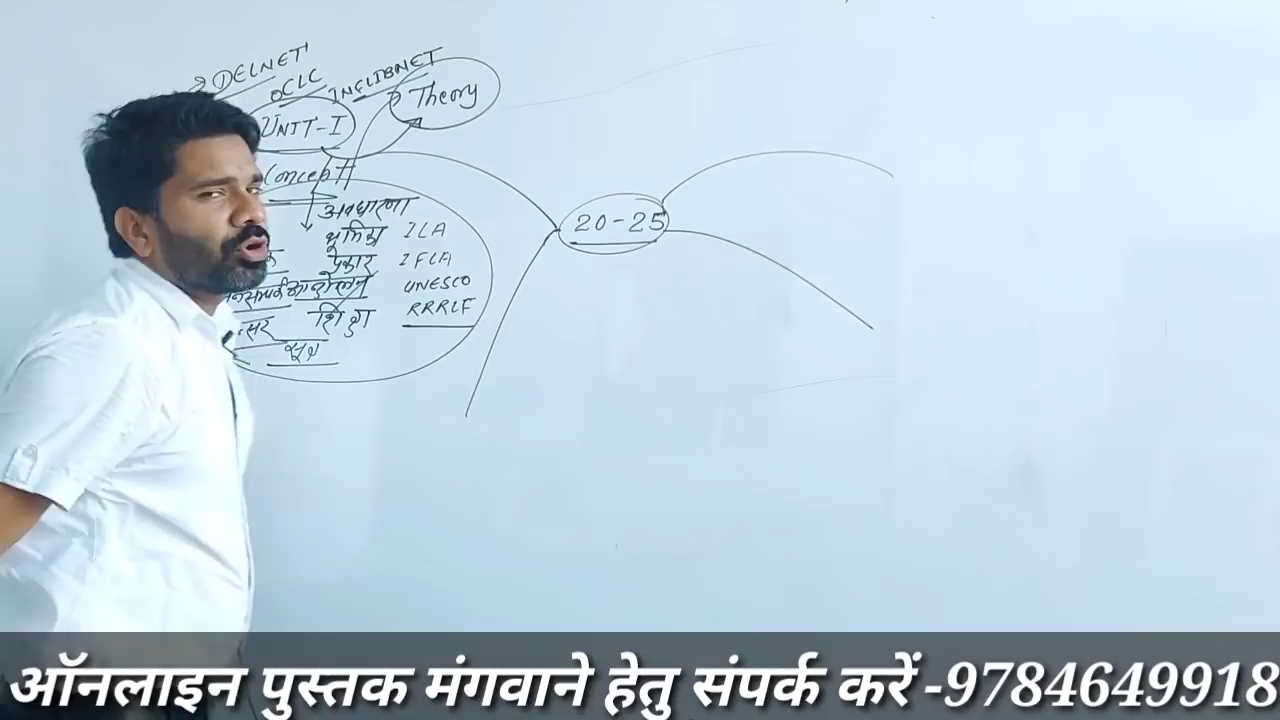 DELNET
OCLC
INFLIBNET
Theory
UNIT-I
Concept
अवधारणा
भूमिका ILA
प्रकार IFLA
UNESCO
RRRLF
सूत्र
20-25
ऑनलाइन पुस्तक मंगवाने हेतु संपर्क करें -9784649918